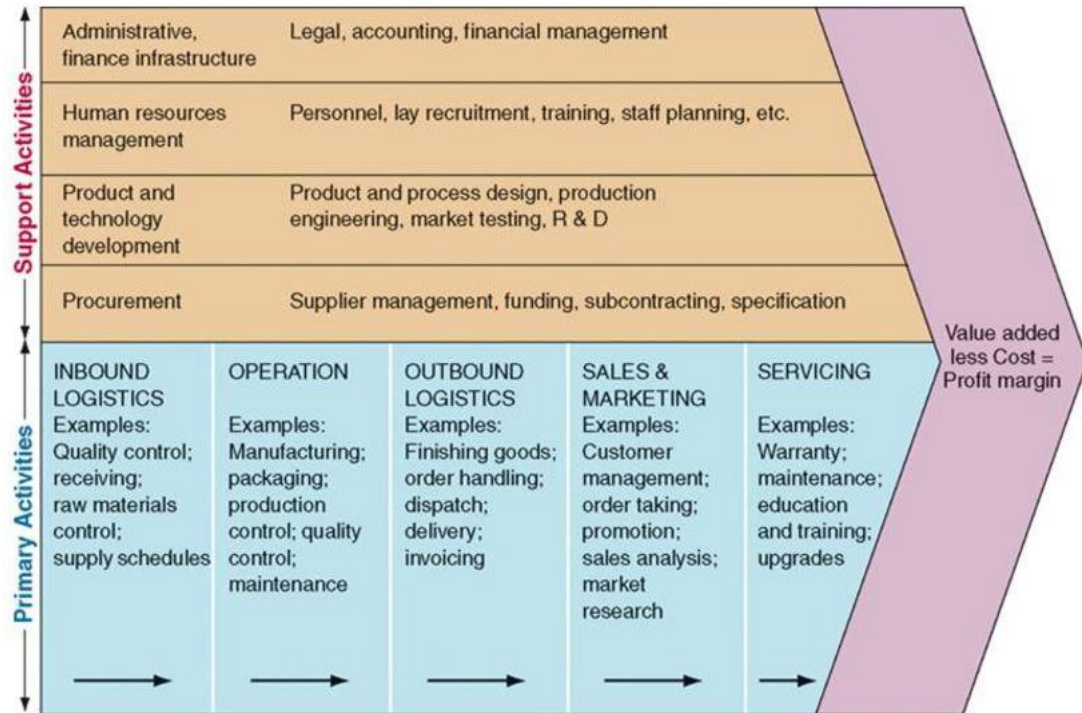 Support Activities
Administrative,
finance infrastructure
Legal, accounting, financial management
Human resources
management
Personnel, lay recruitment, training, staff planning, etc.
Product and
technology
development
Product and process design, production
engineering, market testing, R & D
Procurement
Supplier management, funding, subcontracting, specification
Primary Activities
INBOUND
LOGISTICS
Examples:
Quality control;
receiving;
raw materials
control;
supply schedules
OPERATION
Examples:
Manufacturing;
packaging;
production
control; quality
control;
maintenance
OUTBOUND
LOGISTICS
Examples:
Finishing goods;
order handling;
dispatch;
delivery;
invoicing
SALES &
MARKETING
Examples:
Customer
management;
order taking;
promotion;
sales analysis;
market
research
SERVICING
Examples:
Warranty;
maintenance;
education
and training;
upgrades
Value added
less Cost =
Profit margin